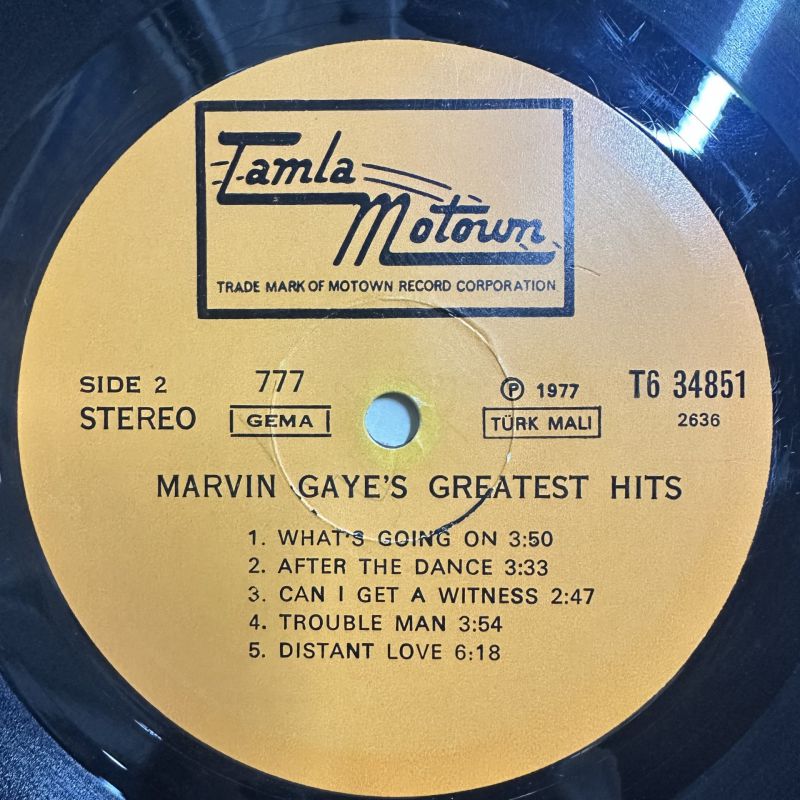 Tamla
Motown
TRADE MARK OF MOTOWN RECORD CORPORATION
SIDE 2 777 ℗ 1977 T6 34851
STEREO GEMA TÜRK MALI 2636
MARVIN GAYE'S GREATEST HITS
1. WHAT'S GOING ON 3:50
2. AFTER THE DANCE 3:33
3. CAN I GET A WITNESS 2:47
4. TROUBLE MAN 3:54
5. DISTANT LOVE 6:18